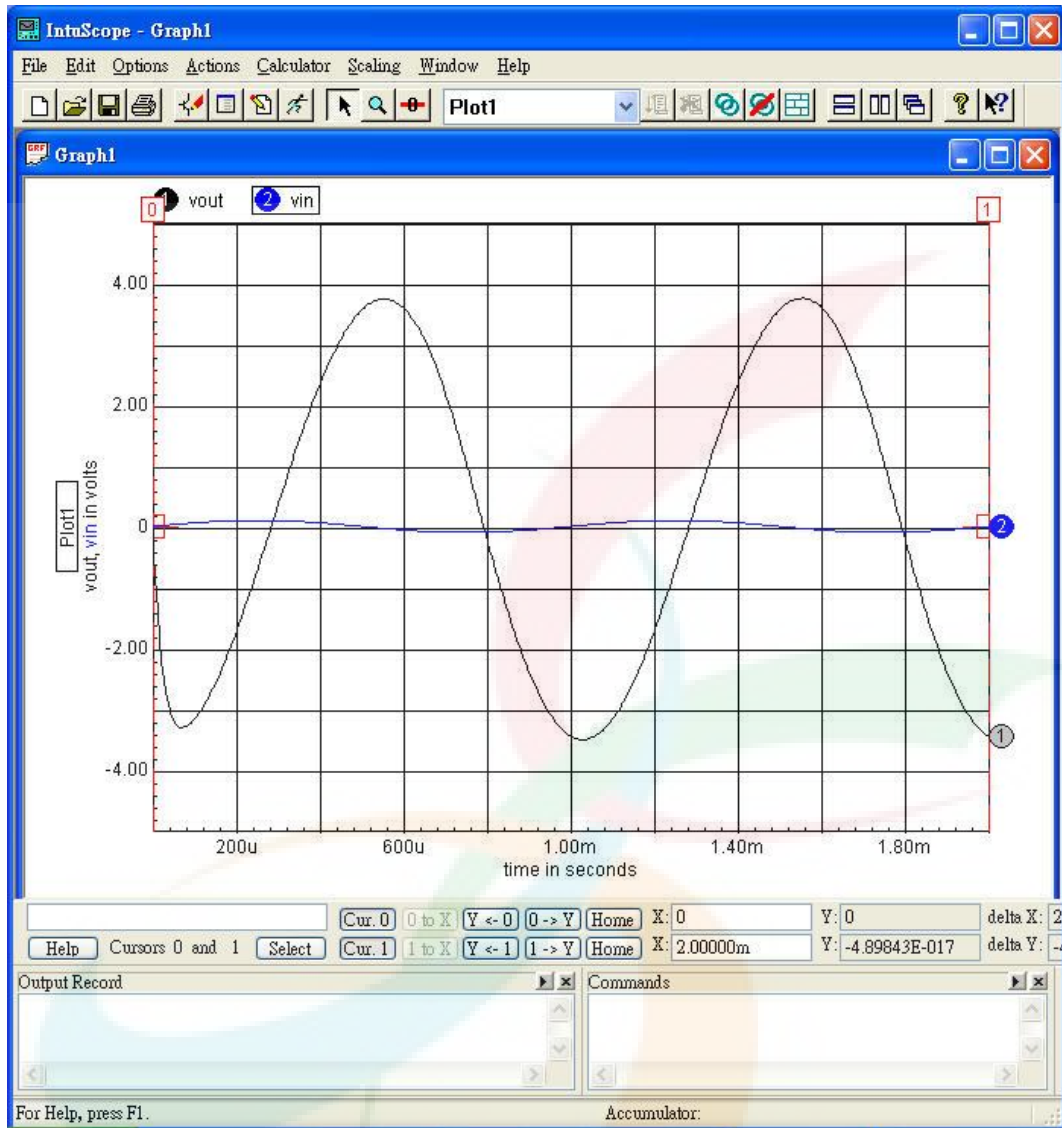 IntuScope - Graph1
File Edit Options Actions Calculator Scaling Window Help
Plot1
GRF Graph1
1 vout 2 vin
0 1
4.00
2.00
0
-2.00
-4.00
Plot1
vout, vin in volts
2
1
200u 600u 1.00m 1.40m 1.80m
time in seconds
Cur. 0 0 to X Y <- 0 0 -> Y Home X: 0 Y: 0 delta X: 2
Help Cursors 0 and 1 Select Cur. 1 1 to X Y <- 1 1 -> Y Home X: 2.00000m Y: -4.89843E-017 delta Y:
Output Record Commands
For Help, press F1. Accumulator: